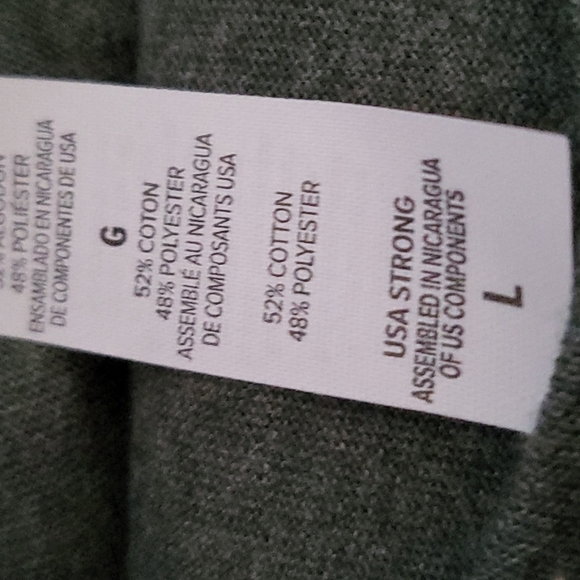 48% POLIÉSTER
ENSAMBLADO EN NICARAGUA
DE COMPONENTES DE USA
G
52% COTON
48% POLYESTER
ASSEMBLÉ AU NICARAGUA
DE COMPOSANTS USA
52% COTTON
48% POLYESTER
USA STRONG
ASSEMBLED IN NICARAGUA
OF US COMPONENTS
L